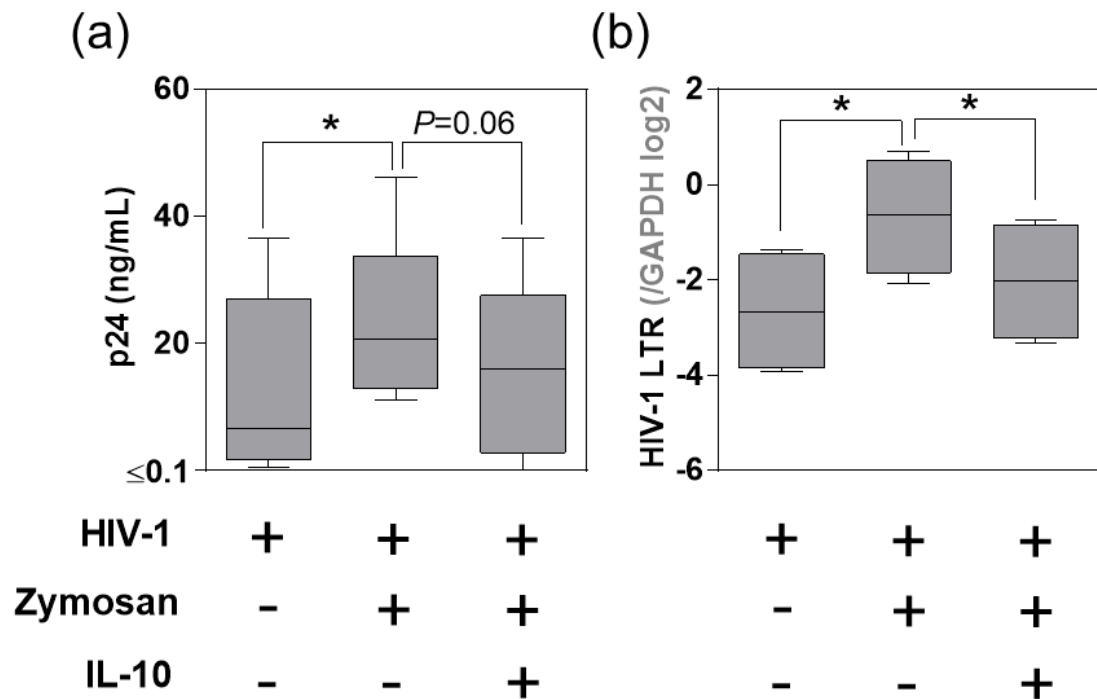 (a) (b)
60 2
* P=0.06 * *
40 0
20 -2
-4
≤0.1 -6
p24 (ng/mL)
HIV-1 LTR (/GAPDH log2)
HIV-1 + + + + + +
Zymosan - + + - + +
IL-10 - - + - - +